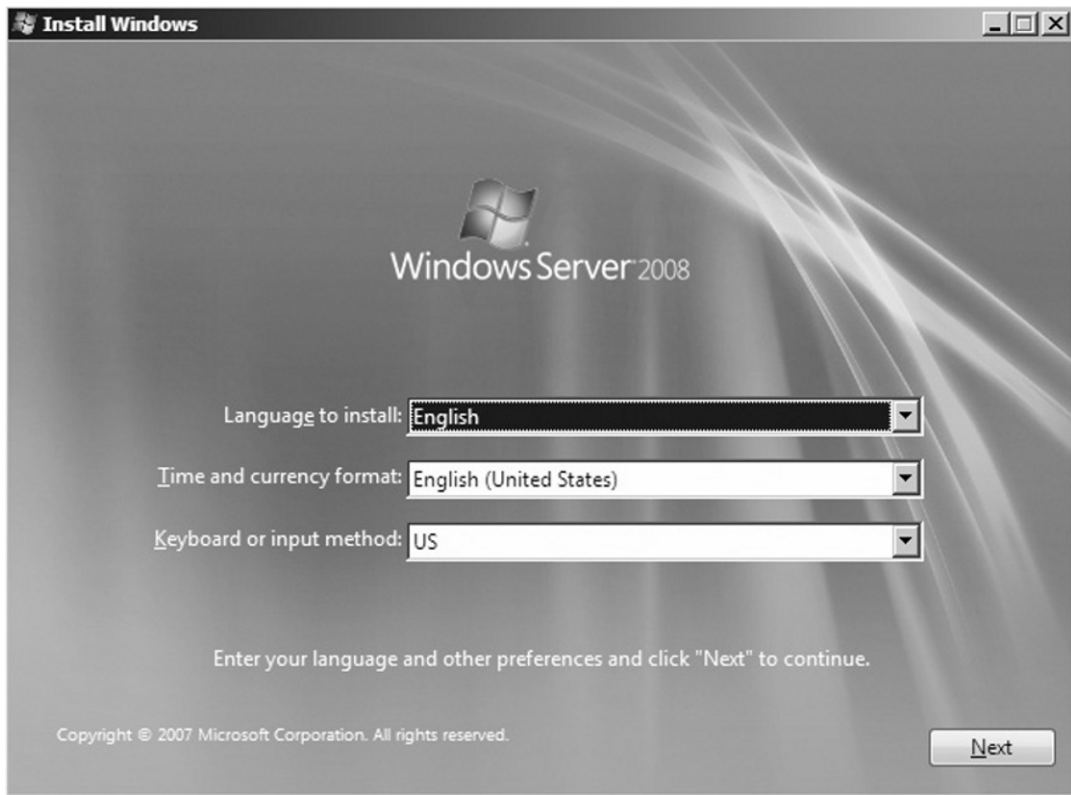 Install Windows
Windows Server 2008
Language to install: English
Time and currency format: English (United States)
Keyboard or input method: US
Enter your language and other preferences and click "Next" to continue.
Copyright © 2007 Microsoft Corporation. All rights reserved.
Next